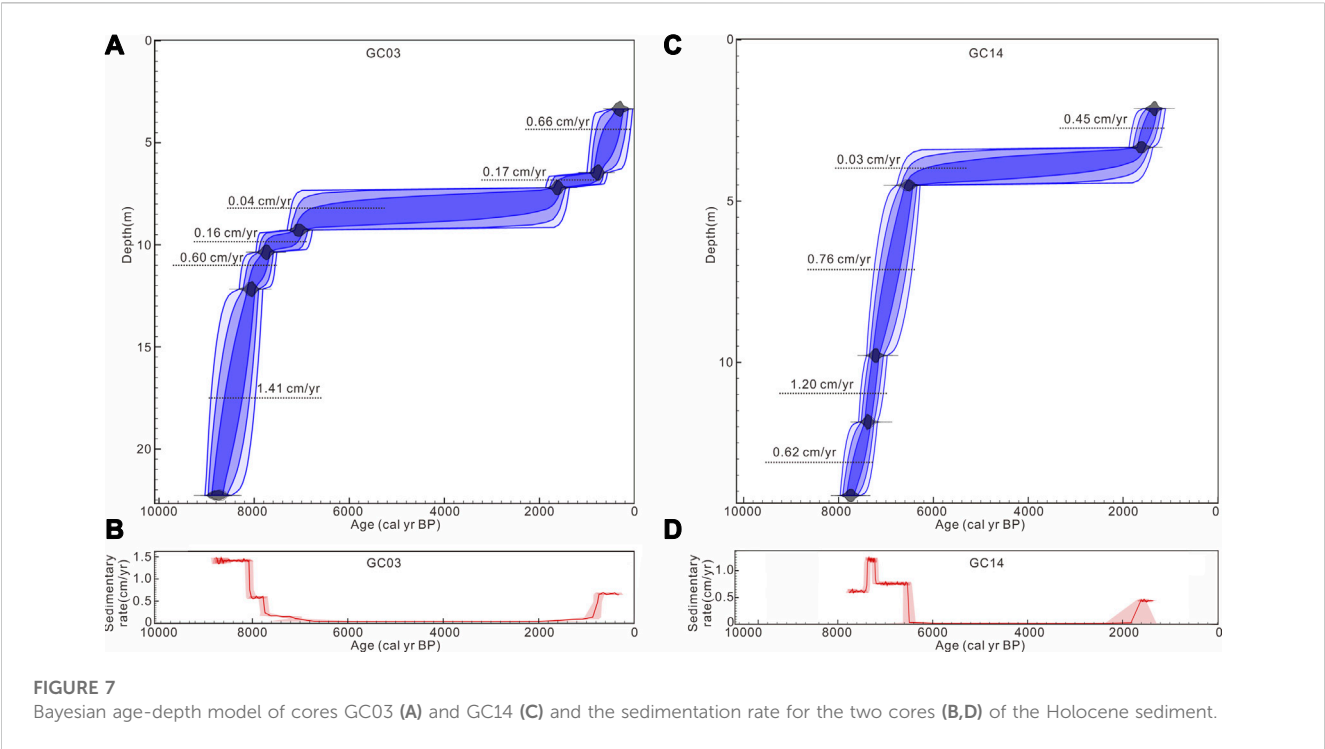 A
GC03
0
5
10
15
20
Depth(m)
0.66 cm/yr
0.17 cm/yr
0.04 cm/yr
0.16 cm/yr
0.60 cm/yr
1.41 cm/yr
10000 8000 6000 4000 2000 0
Age (cal yr BP)
C
GC14
0
5
10
Depth(m)
0.45 cm/yr
0.03 cm/yr
0.76 cm/yr
1.20 cm/yr
0.62 cm/yr
10000 8000 6000 4000 2000 0
Age (cal yr BP)
B
GC03
1.5
1.0
0.5
0
Sedimentary
rate(cm/yr)
10000 8000 6000 4000 2000 0
Age (cal yr BP)
D
GC14
1.0
0.5
0
Sedimentary
rate(cm/yr)
10000 8000 6000 4000 2000 0
Age (cal yr BP)
FIGURE 7
Bayesian age-depth model of cores GC03 (A) and GC14 (C) and the sedimentation rate for the two cores (B,D) of the Holocene sediment.